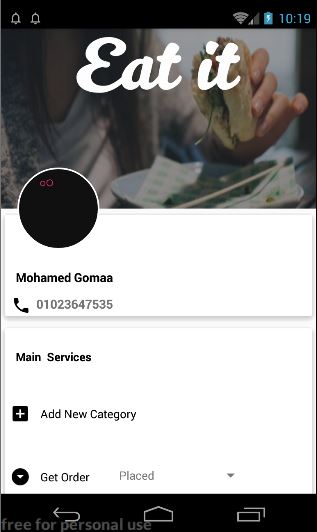 10:19
Eat it
Mohamed Gomaa
01023647535
Main Services
Add New Category
Get Order Placed
free for personal use